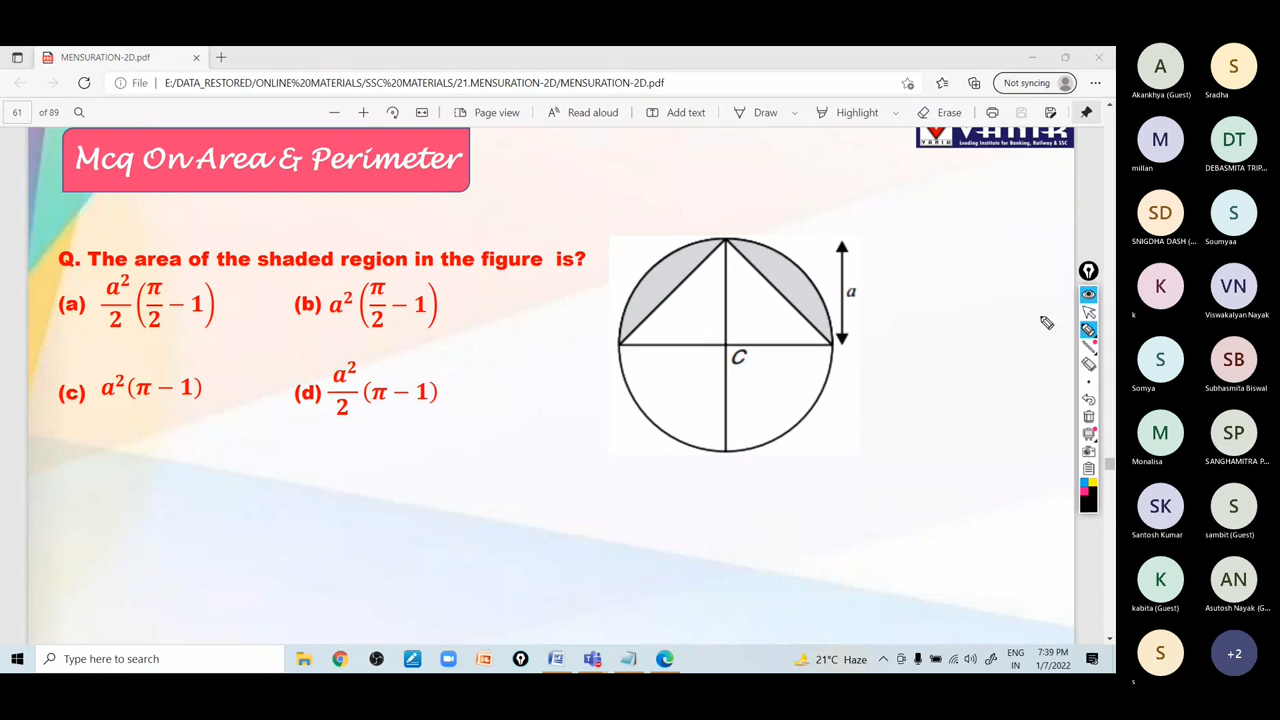 MENSURATION-2D.pdf
File E:/DATA_RESTORED/ONLINE%20MATERIALS/SSC%20MATERIALS/21.MENSURATION-2D/MENSURATION-2D.pdf Not syncing
61 of 89 Page view Read aloud Add text Draw Highlight Erase
Mcq On Area & Perimeter
Leading Institute for Banking, Railway & SSC
Q. The area of the shaded region in the figure is?
(a) a²/2 (π/2 − 1) (b) a² (π/2 − 1)
(c) a²(π − 1) (d) a²/2 (π − 1)
a
C
A S
Akankhya (Guest) Sradha
M DT
millan DEBASMITA TRIP...
SD S
SNIGDHA DASH (... Soumyaa
K VN
k Viswakalyan Nayak
S SB
Somya Subhasmita Biswal
M SP
Monalisa SANGHAMITRA P...
SK S
Santosh Kumar sambit (Guest)
K AN
kabita (Guest) Asutosh Nayak (G...
S +2
s
Type here to search
21°C Haze
ENG
IN
7:39 PM
1/7/2022